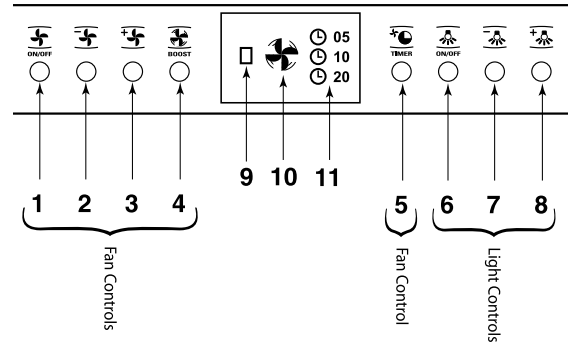 ON/OFF
BOOST
05
10
20
TIMER
ON/OFF
9 10 11
1 2 3 4 5 6 7 8
Fan Controls
Fan Control
Light Controls